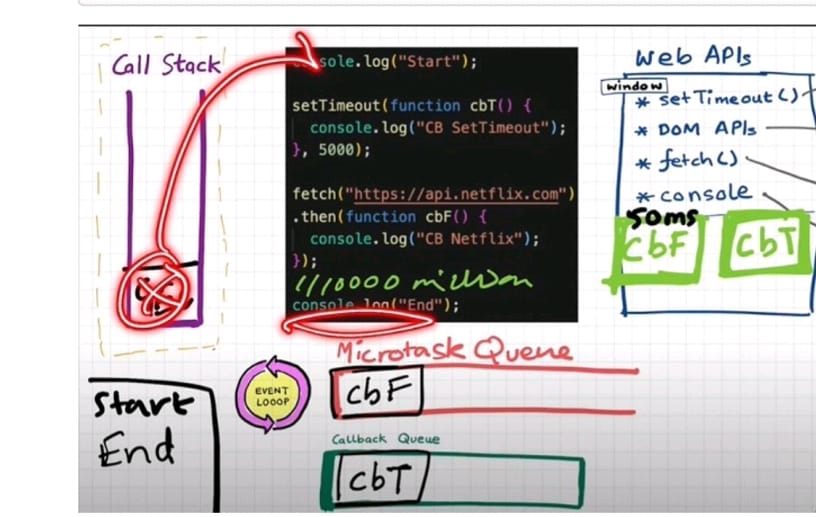 Call Stack
console.log("Start");
setTimeout(function cbT() {
console.log("CB SetTimeout");
}, 5000);
fetch("https://api.netflix.com")
.then(function cbF() {
console.log("CB Netflix");
});
10000 million
console.log("End");
Web APIs
window
* setTimeout()
* DOM APIs
* fetch()
* console
50ms
cbF
cbT
Microtask Queue
cbF
EVENT
LOOOP
Callback Queue
cbT
Start
End